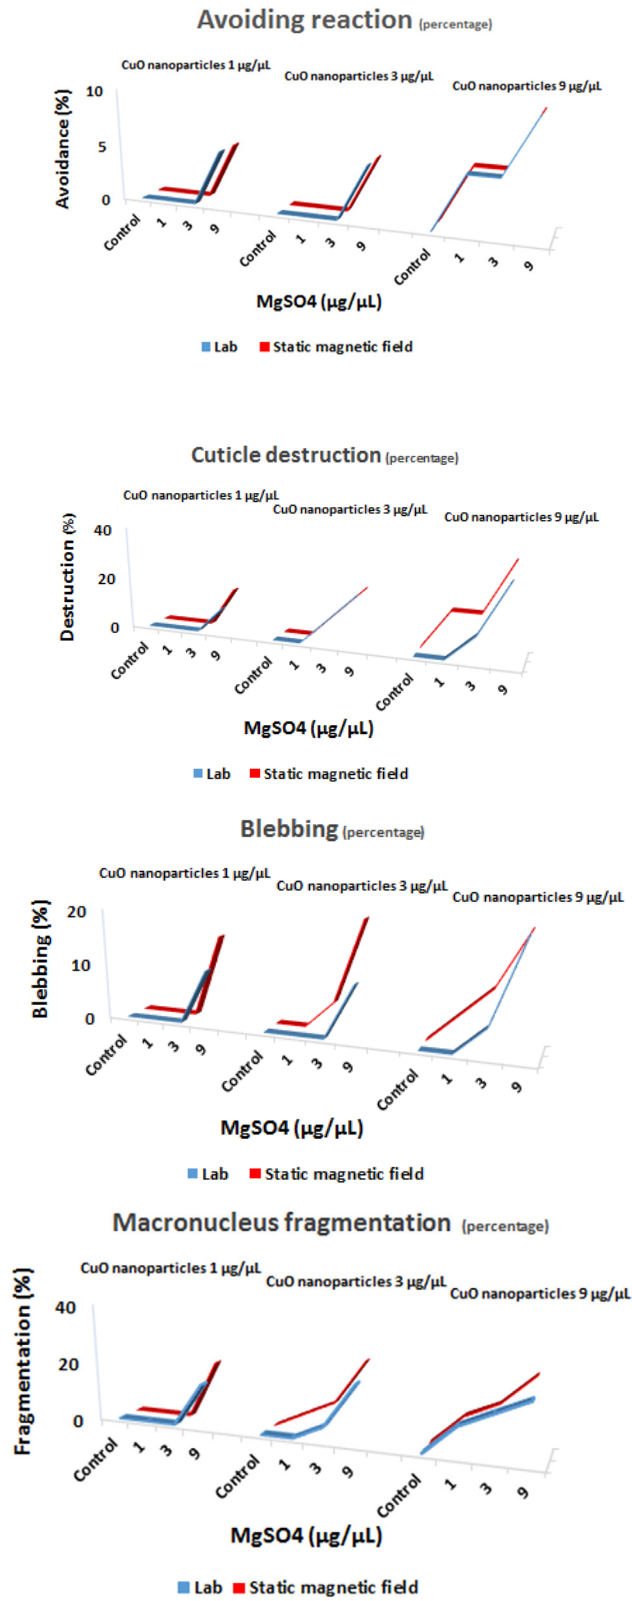 Avoiding reaction (percentage)
CuO nanoparticles 1 µg/µL
CuO nanoparticles 3 µg/µL
CuO nanoparticles 9 µg/µL
Avoidance (%)
10
5
0
Control 1 3 9 Control 1 3 9 Control 1 3 9
MgSO4 (µg/µL)
Lab Static magnetic field
Cuticle destruction (percentage)
CuO nanoparticles 1 µg/µL
CuO nanoparticles 3 µg/µL
CuO nanoparticles 9 µg/µL
Destruction (%)
40
20
0
Control 1 3 9 Control 1 3 9 Control 1 3 9
MgSO4 (µg/µL)
Lab Static magnetic field
Blebbing (percentage)
CuO nanoparticles 1 µg/µL
CuO nanoparticles 3 µg/µL
CuO nanoparticles 9 µg/µL
Blebbing (%)
20
10
0
Control 1 3 9 Control 1 3 9 Control 1 3 9
MgSO4 (µg/µL)
Lab Static magnetic field
Macronucleus fragmentation (percentage)
CuO nanoparticles 1 µg/µL
CuO nanoparticles 3 µg/µL
CuO nanoparticles 9 µg/µL
Fragmentation (%)
40
20
0
Control 1 3 9 Control 1 3 9 Control 1 3 9
MgSO4 (µg/µL)
Lab Static magnetic field